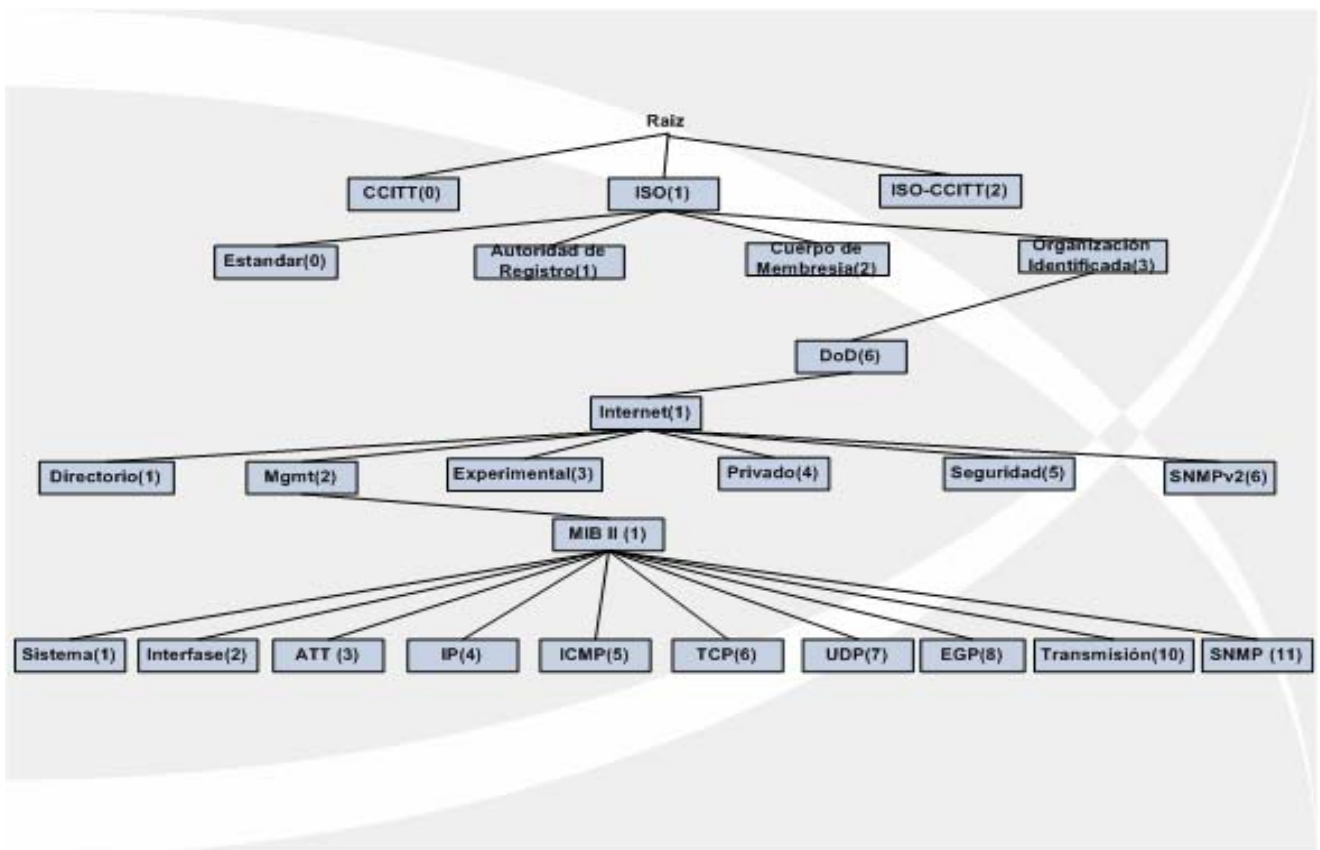 Raiz
CCITT(0)
ISO(1)
ISO-CCITT(2)
Estandar(0)
Autoridad de
Registro(1)
Cuerpo de
Membresia(2)
Organización
Identificada(3)
DoD(6)
Internet(1)
Directorio(1)
Mgmt(2)
Experimental(3)
Privado(4)
Seguridad(5)
SNMPv2(6)
MIB II (1)
Sistema(1)
Interfase(2)
ATT (3)
IP(4)
ICMP(5)
TCP(6)
UDP(7)
EGP(8)
Transmisión(10)
SNMP (11)